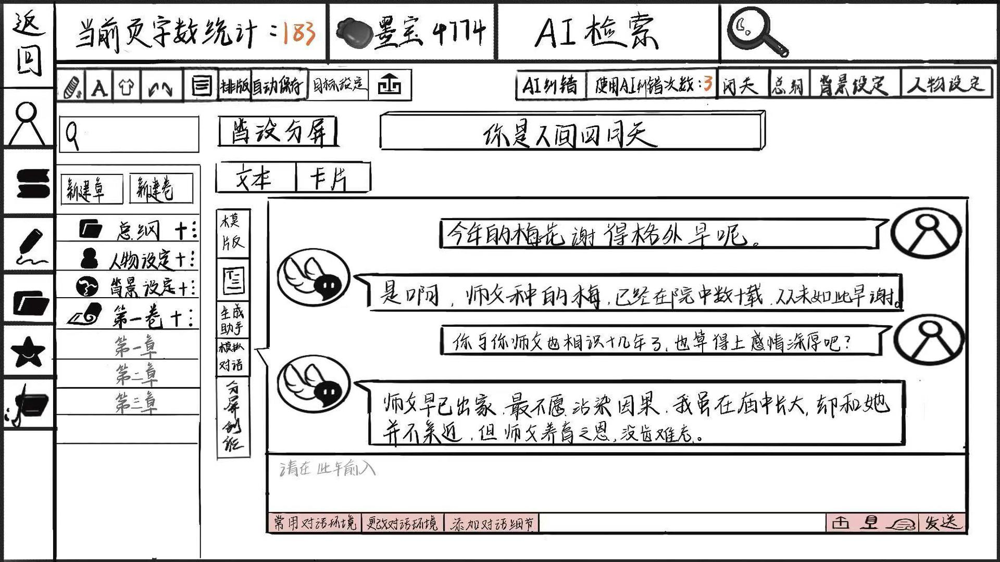 返回
当前页字数统计：183
墨宝 4774
AI 检索
A
排版
自动保存
目标设定
AI纠错
使用AI纠错次数：3
总纲
背景设定
人物设定
背设分屏
你是人间四月天
文本
卡片
新建章
新建卷
总纲 +
人物设定 +
背景设定 +
第一卷 +
第一章
第二章
第三章
模版
生成助手
模拟对话
分屏创作
今年的梅花谢得格外早呢。
是啊，师父种的梅，已经在院中数十载，从未如此早谢。
你与你师父也相识十几年了，也算得上感情深厚吧？
师父早已出家，最不愿沾染因果，我虽在庙中长大，却和她
并不亲近，但师父养育之恩，没齿难忘。
请在此输入
常用对话环境
更改对话环境
添加对话细节
发送